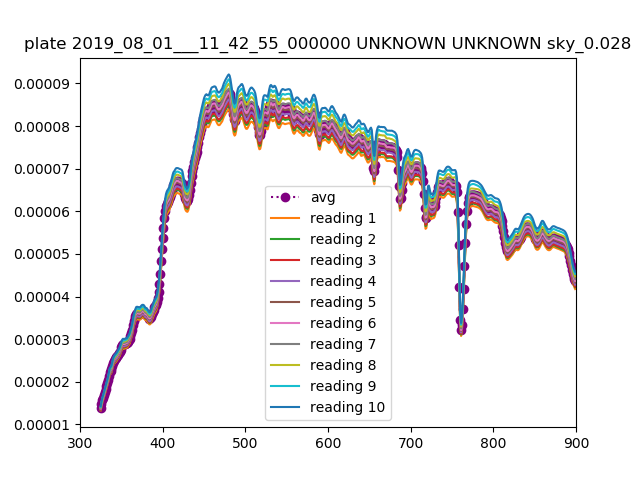 plate 2019_08_01___11_42_55_000000 UNKNOWN UNKNOWN sky_0.028
0.00009
0.00008
0.00007
0.00006
0.00005
0.00004
0.00003
0.00002
0.00001
avg
reading 1
reading 2
reading 3
reading 4
reading 5
reading 6
reading 7
reading 8
reading 9
reading 10
300 400 500 600 700 800 900